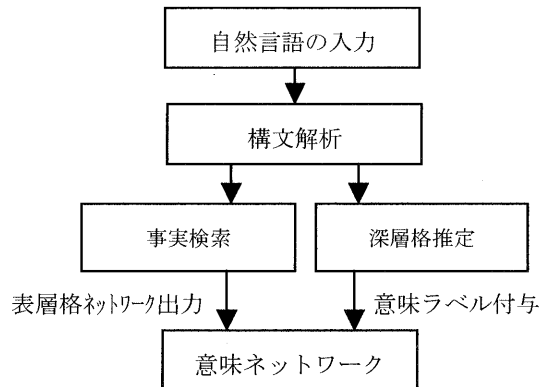 自然言語の入力
構文解析
事実検索
深層格推定
表層格ネットワーク出力
意味ラベル付与
意味ネットワーク